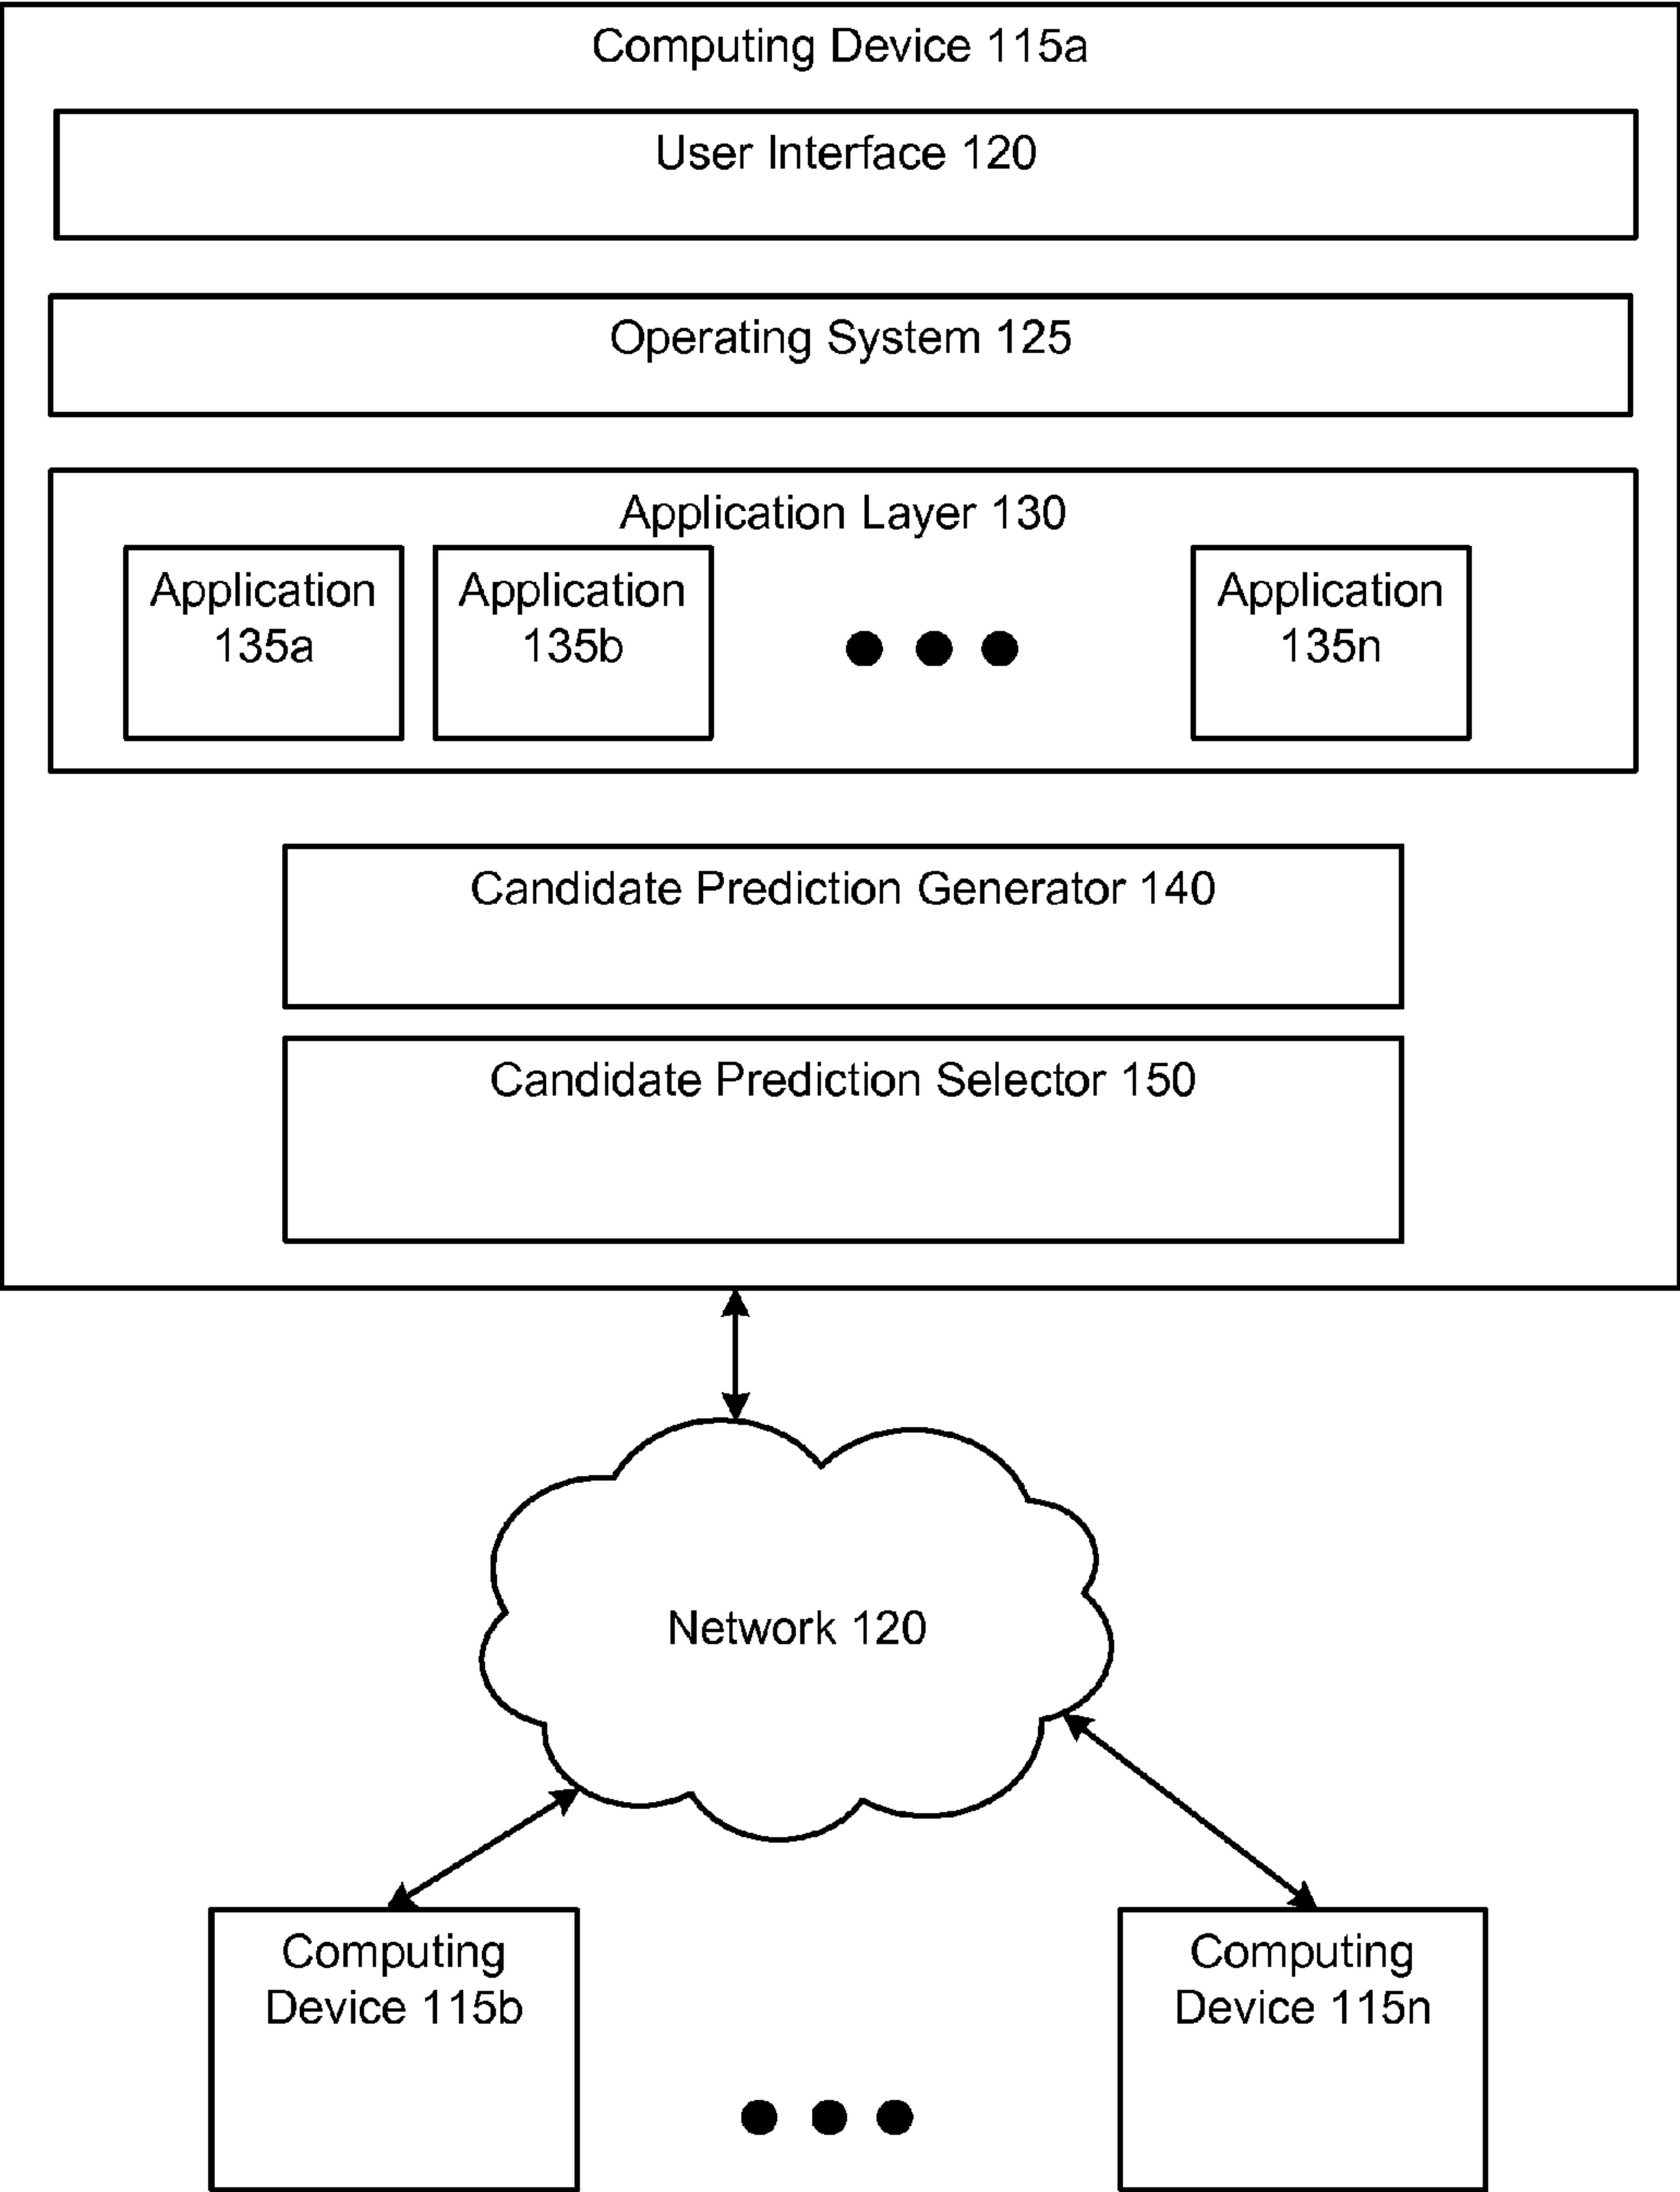 Computing Device 115a
User Interface 120
Operating System 125
Application Layer 130
Application
135a
Application
135b
Application
135n
Candidate Prediction Generator 140
Candidate Prediction Selector 150
Network 120
Computing
Device 115b
Computing
Device 115n